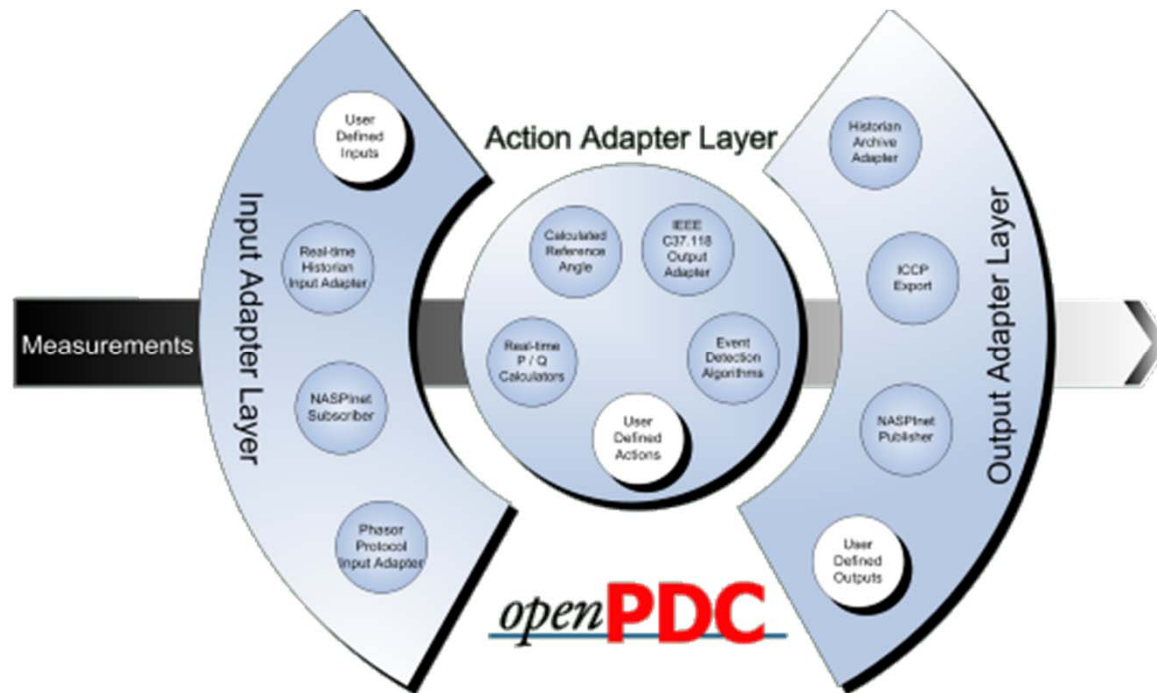 Measurements
Input Adapter Layer
User
Defined
Inputs
Real-time
Historian
Input Adapter
NASPInet
Subscriber
Phasor
Protocol
Input Adapter
Action Adapter Layer
Calculated
Reference
Angle
IEEE
C37.118
Output
Adapter
Real-time
P / Q
Calculators
Event
Detection
Algorithms
User
Defined
Actions
openPDC
Historian
Archive
Adapter
ICCP
Export
NASPInet
Publisher
User
Defined
Outputs
Output Adapter Layer